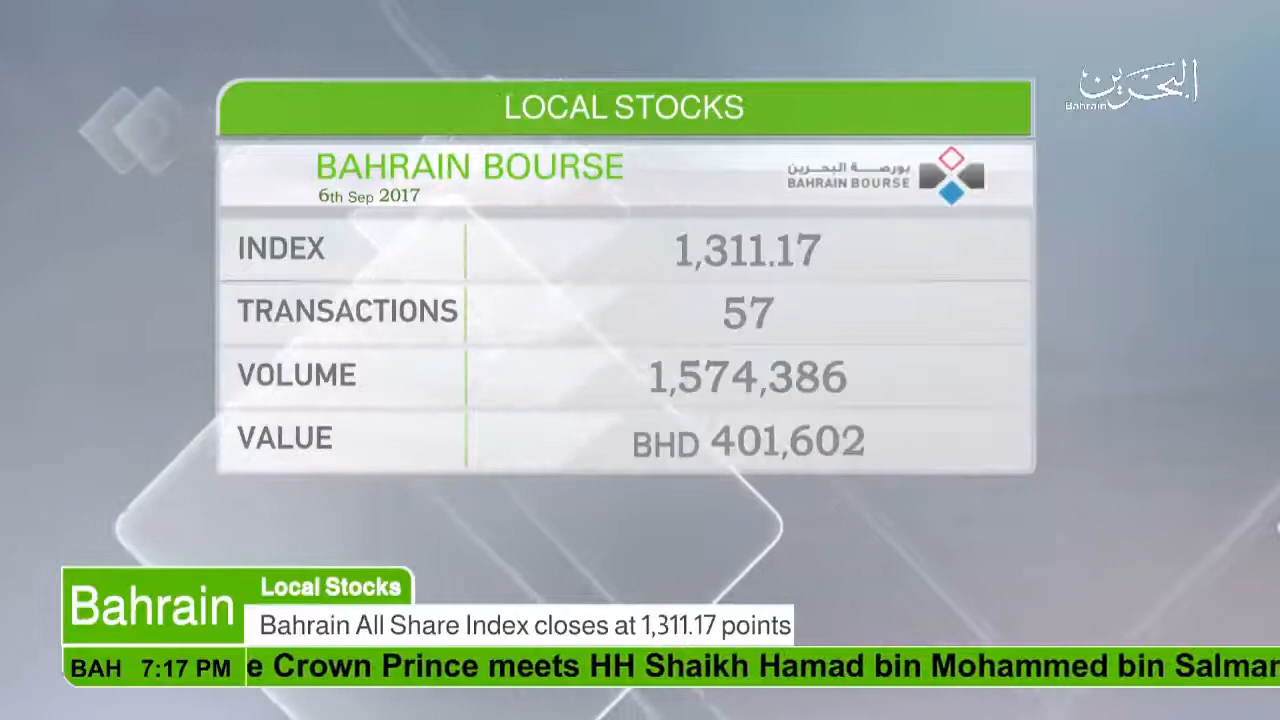 LOCAL STOCKS
البحرين
Bahrain
BAHRAIN BOURSE
6th Sep 2017
بورصة البحرين
BAHRAIN BOURSE
INDEX 1,311.17
TRANSACTIONS 57
VOLUME 1,574,386
VALUE BHD 401,602
Bahrain
Local Stocks
Bahrain All Share Index closes at 1,311.17 points
BAH 7:17 PM e Crown Prince meets HH Shaikh Hamad bin Mohammed bin Salman